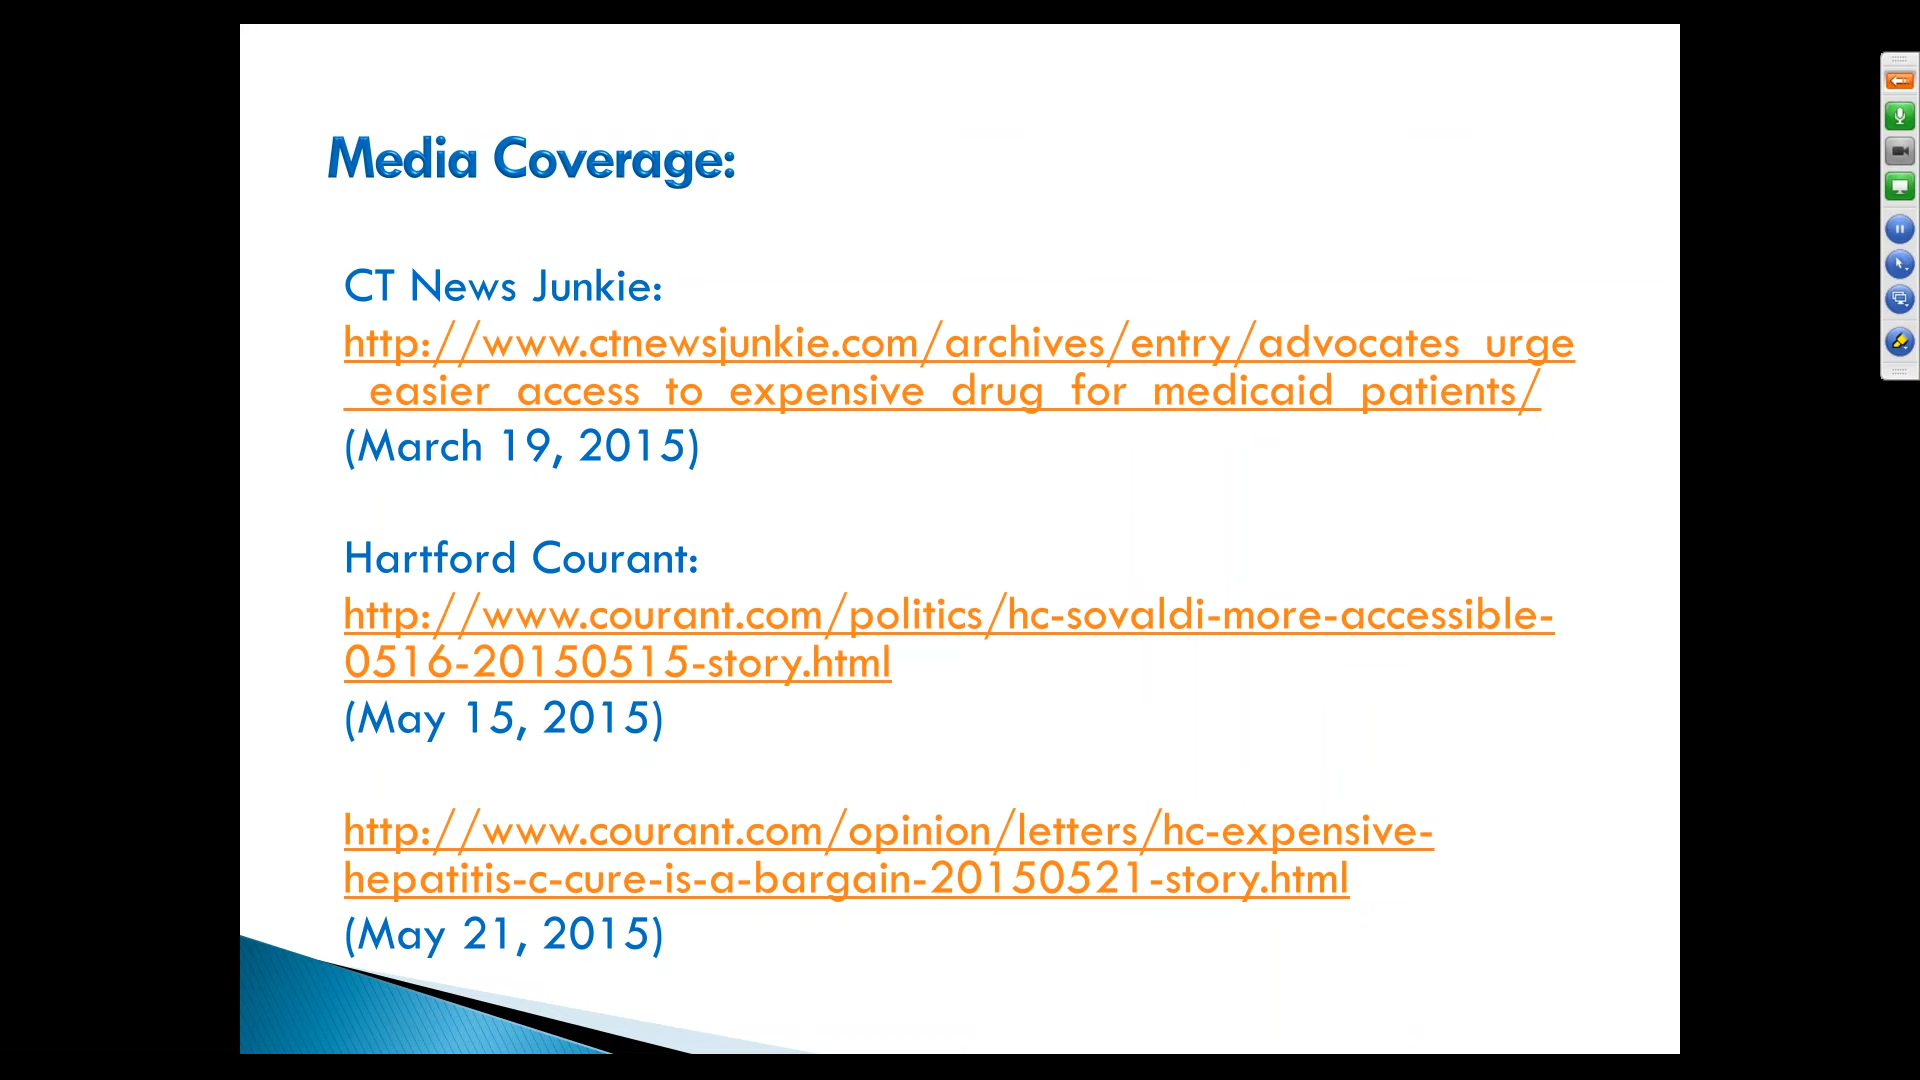 Media Coverage:
CT News Junkie:
http://www.ctnewsjunkie.com/archives/entry/advocates_urge
_easier_access_to_expensive_drug_for_medicaid_patients/
(March 19, 2015)
Hartford Courant:
http://www.courant.com/politics/hc-sovaldi-more-accessible-
0516-20150515-story.html
(May 15, 2015)
http://www.courant.com/opinion/letters/hc-expensive-
hepatitis-c-cure-is-a-bargain-20150521-story.html
(May 21, 2015)